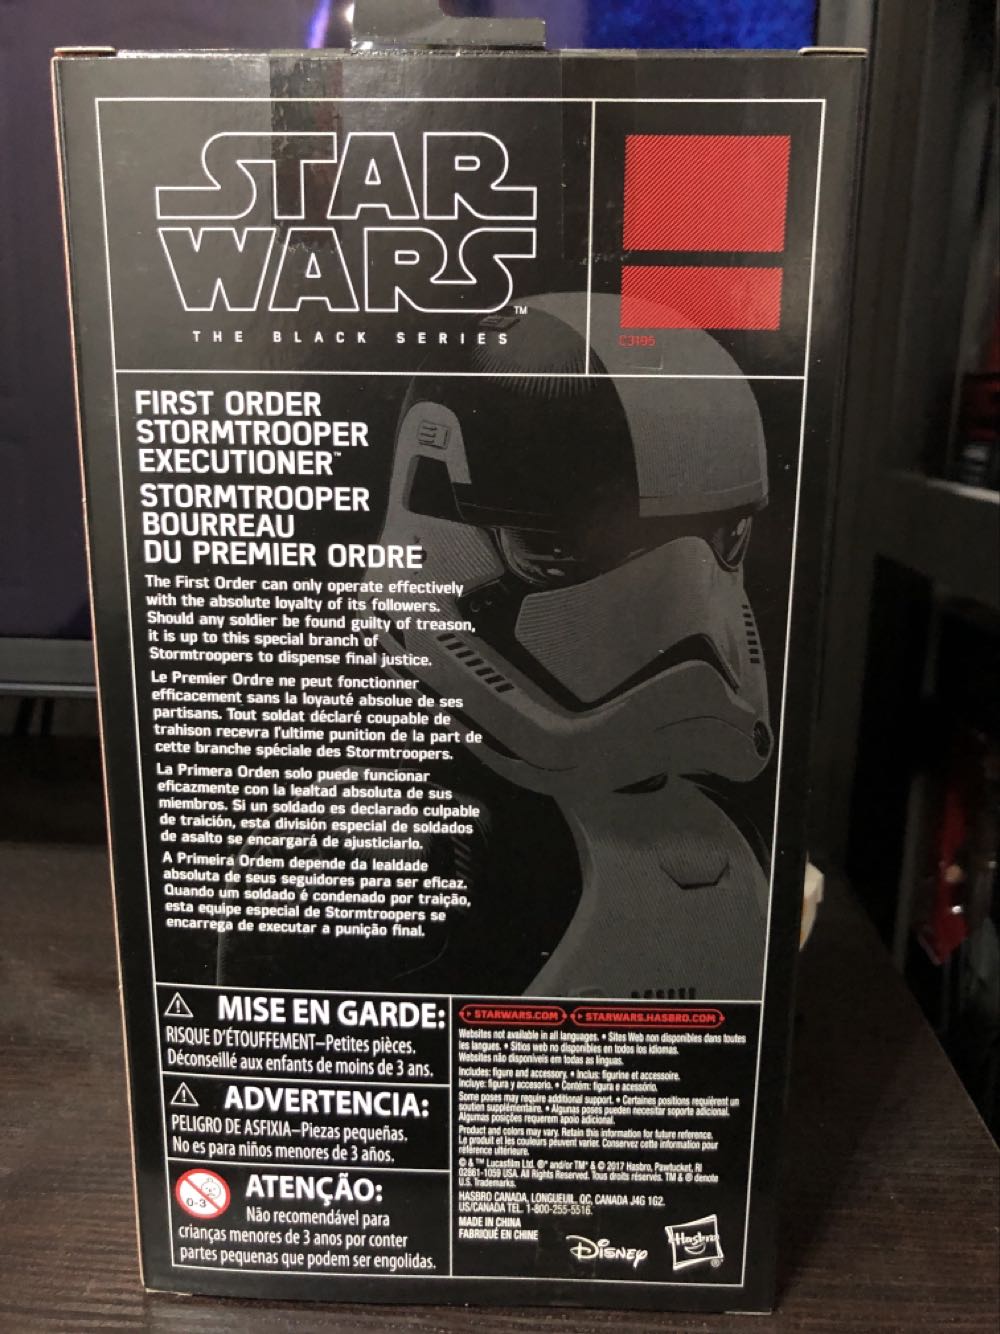 STAR
WARS™
THE BLACK SERIES
C3195
FIRST ORDER
STORMTROOPER
EXECUTIONER™
STORMTROOPER
BOURREAU
DU PREMIER ORDRE
The First Order can only operate effectively
with the absolute loyalty of its followers.
Should any soldier be found guilty of treason,
it is up to this special branch of
Stormtroopers to dispense final justice.
Le Premier Ordre ne peut fonctionner
efficacement sans la loyauté absolue de ses
partisans. Tout soldat déclaré coupable de
trahison recevra l'ultime punition de la part de
cette branche spéciale des Stormtroopers.
La Primera Orden solo puede funcionar
eficazmente con la lealtad absoluta de sus
miembros. Si un soldado es declarado culpable
de traición, esta división especial de soldados
de asalto se encargará de ajusticiarlo.
A Primeira Ordem depende da lealdade
absoluta de seus seguidores para ser eficaz.
Quando um soldado é condenado por traição,
esta equipe especial de Stormtroopers se
encarrega de executar a punição final.
MISE EN GARDE:
RISQUE D'ÉTOUFFEMENT–Petites pièces.
Déconseillé aux enfants de moins de 3 ans.
ADVERTENCIA:
PELIGRO DE ASFIXIA–Piezas pequeñas.
No es para niños menores de 3 años.
0-3
ATENÇÃO:
Não recomendável para
crianças menores de 3 anos por conter
partes pequenas que podem ser engolidas.
STARWARS.COM STARWARS.HASBRO.COM
Websites not available in all languages. • Sites Web non disponibles dans toutes
les langues. • Sitios web no disponibles en todos los idiomas.
Websites não disponíveis em todas as línguas.
Includes: figure and accessory. • Inclus: figurine et accessoire.
Incluye: figura y accesorio. • Contém: figura e acessório.
Some poses may require additional support. • Certaines positions requièrent un
soutien supplémentaire. • Algunas poses pueden necesitar soporte adicional.
Algumas posições requerem apoio adicional.
Product and colors may vary. Retain this information for future reference.
Le produit et les couleurs peuvent varier. Conservez cette information pour
référence ultérieure.
© & ™ Lucasfilm Ltd. ®* and/or TM* & © 2017 Hasbro, Pawtucket, RI
02861-1059 USA. All Rights Reserved. Tous droits réservés. TM & ® denote
U.S. Trademarks.
HASBRO CANADA, LONGUEUIL, QC, CANADA J4G 1G2.
US/CANADA TEL. 1-800-255-5516.
MADE IN CHINA
FABRIQUÉ EN CHINE
Disney
Hasbro®